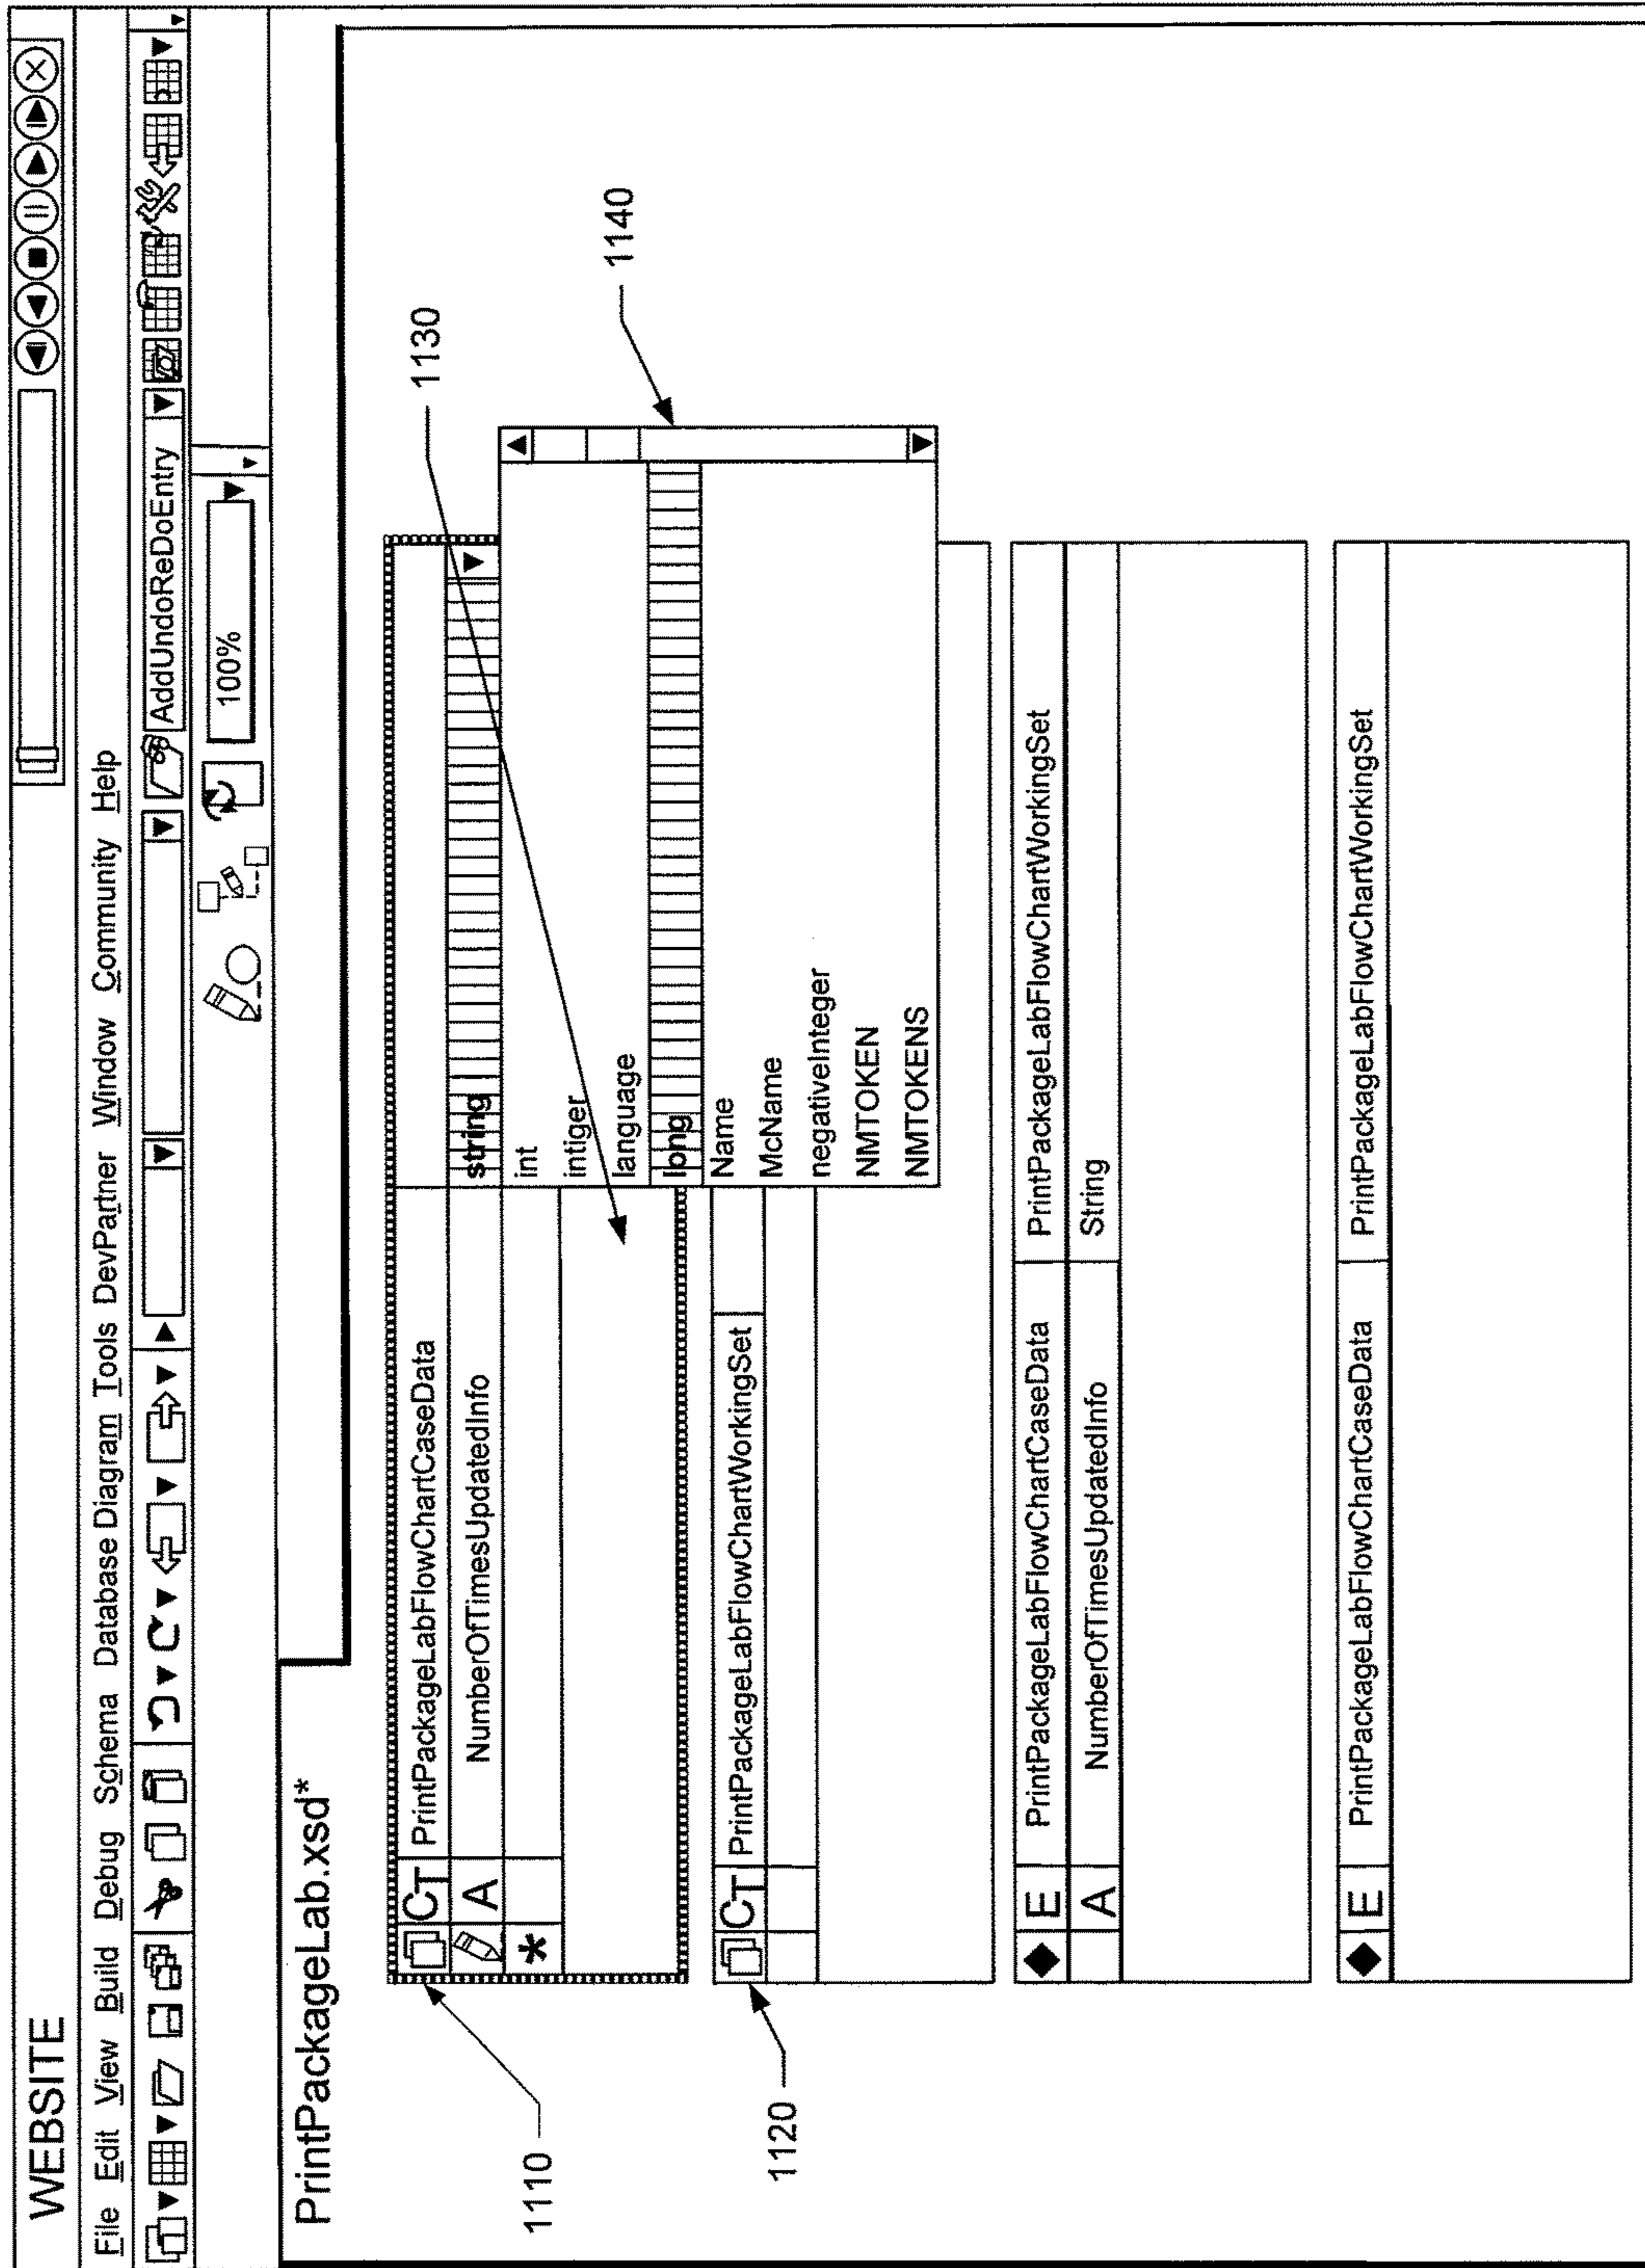 WEBSITE
File Edit View Build Debug Schema Database Diagram Tools DevPartner Window Community Help
AddUndoReDoEntry
100%
PrintPackageLab.xsd*
1110
1120
1130
1140
CT PrintPackageLabFlowChartCaseData
A NumberOfTimesUpdatedInfo string
*
int
intiger
language
long
Name
McName
negativeInteger
NMTOKEN
NMTOKENS
CT PrintPackageLabFlowChartWorkingSet
E PrintPackageLabFlowChartCaseData PrintPackageLabFlowChartWorkingSet
A NumberOfTimesUpdatedInfo String
E PrintPackageLabFlowChartCaseData PrintPackageLabFlowChartWorkingSet